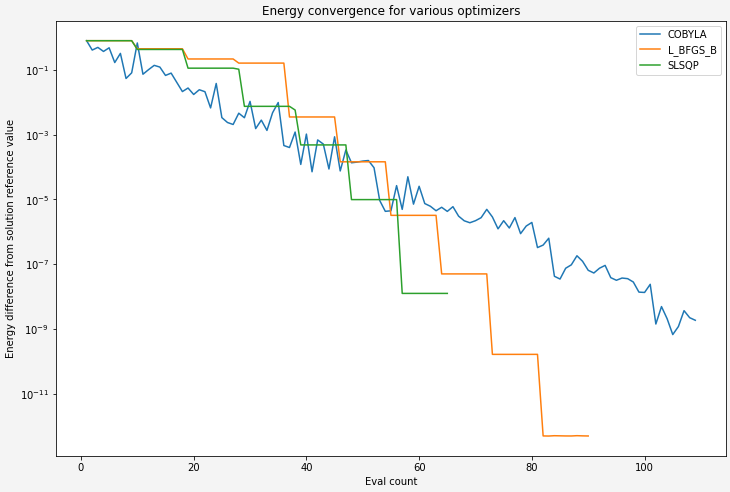 Energy convergence for various optimizers
COBYLA
L_BFGS_B
SLSQP
Energy difference from solution reference value
10⁻¹
10⁻³
10⁻⁵
10⁻⁷
10⁻⁹
10⁻¹¹
0 20 40 60 80 100
Eval count